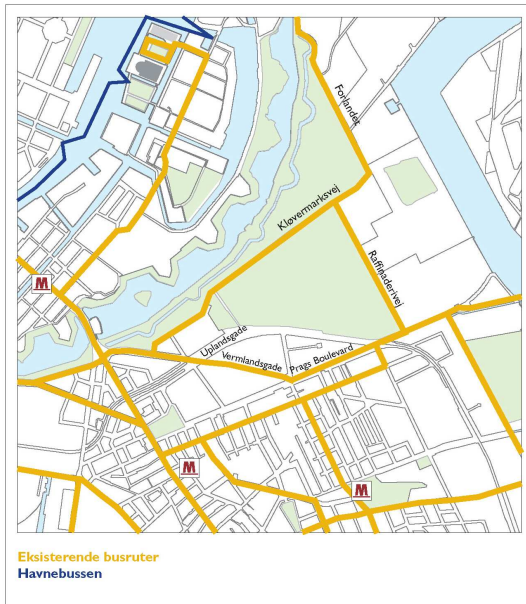 Forlandet
Kløvermarksvej
Raffinaderivej
M
Uplandsgade
Vermlandsgade
Prags Boulevard
M
M
Eksisterende busruter
Havnebussen